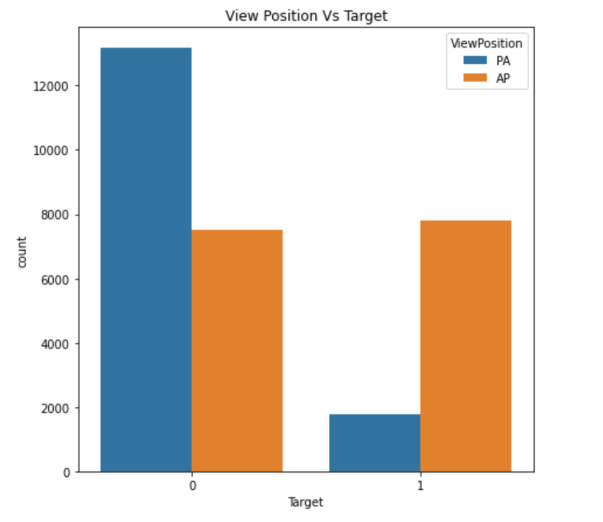 View Position Vs Target
ViewPosition
PA
AP
12000
10000
8000
6000
4000
2000
0
count
0
1
Target